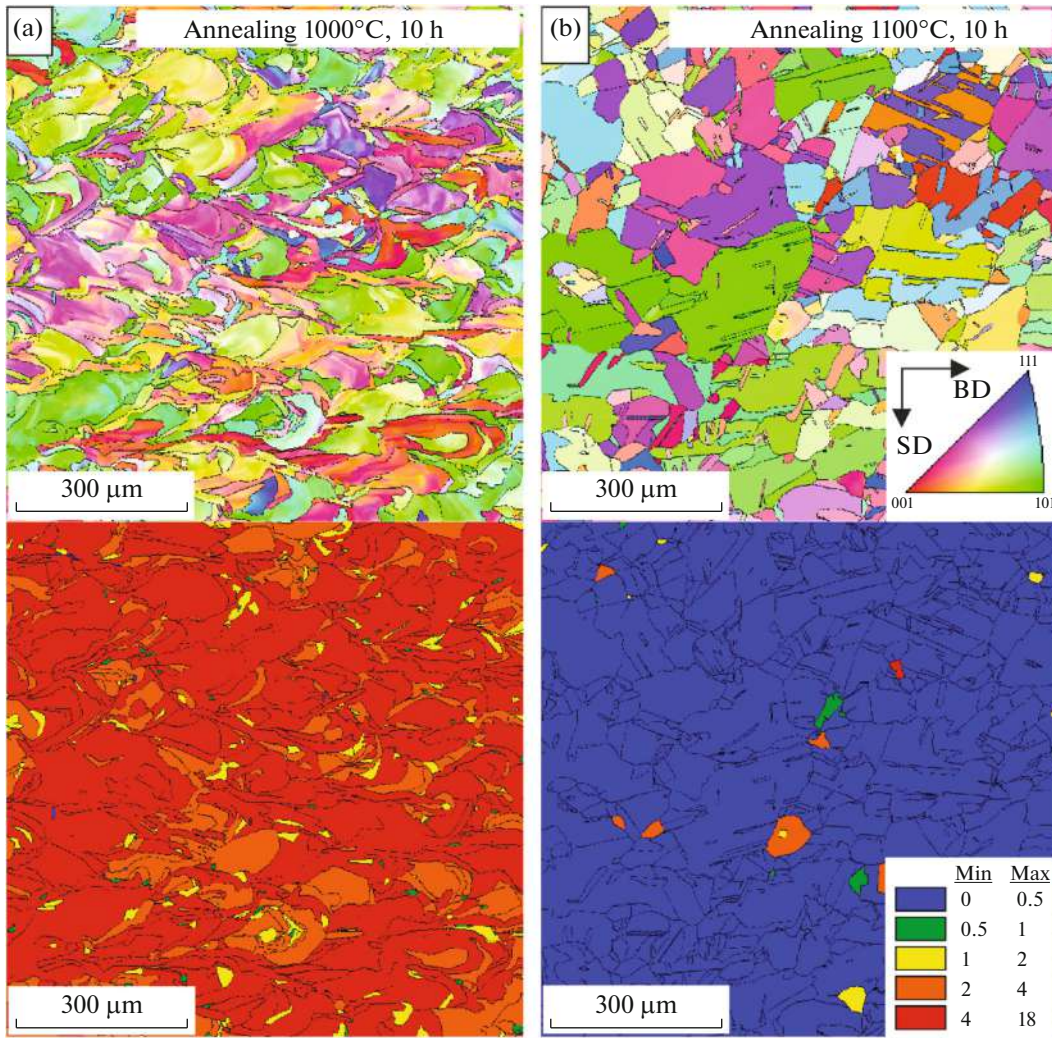 (a)
Annealing 1000°C, 10 h
(b)
Annealing 1100°C, 10 h
300 μm
300 μm
BD
SD
111
001
101
300 μm
300 μm
Min Max
0 0.5
0.5 1
1 2
2 4
4 18